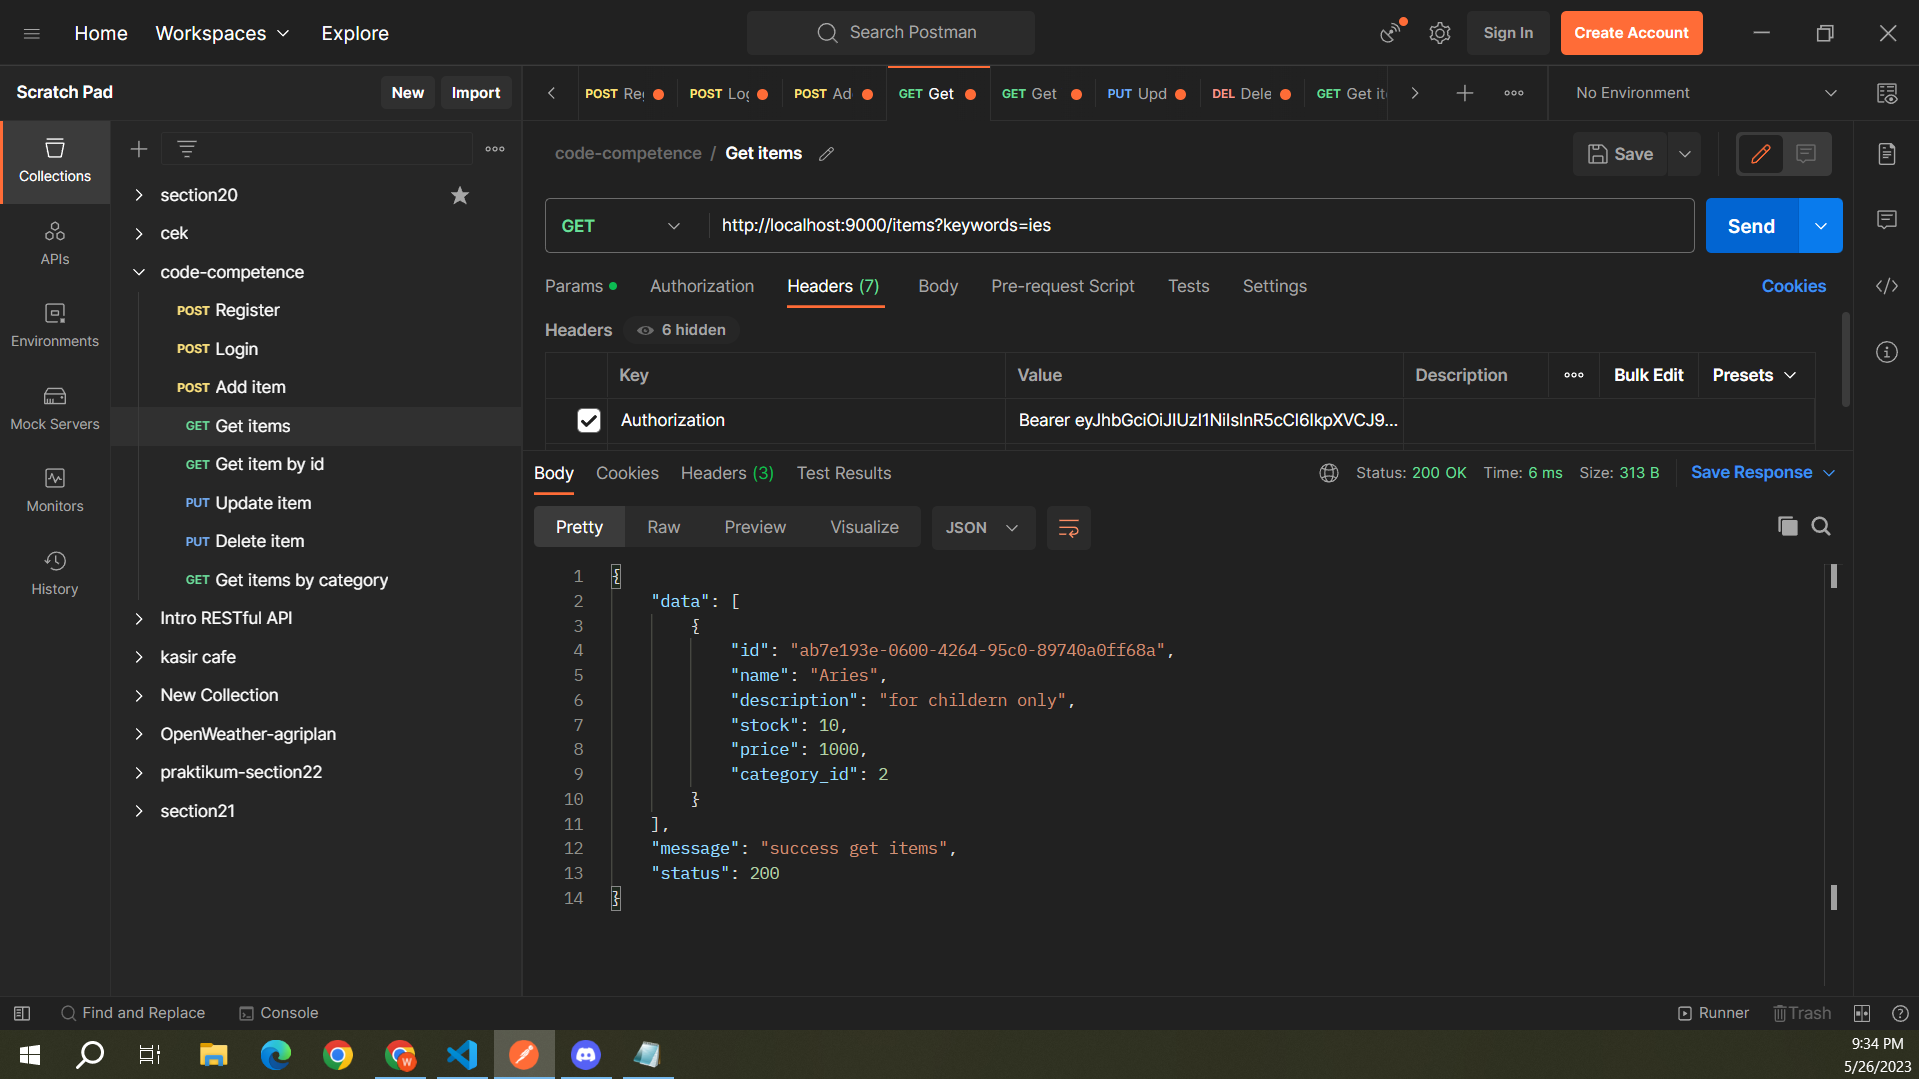 Home
Workspaces
Explore
Search Postman
Sign In
Create Account
Scratch Pad
New
Import
POST Re
POST Lo
POST Ad
GET Get
GET Get
PUT Upd
DEL Dele
GET Get it
No Environment
Collections
APIs
Environments
Mock Servers
Monitors
History
section20
cek
code-competence
POST Register
POST Login
POST Add item
GET Get items
GET Get item by id
PUT Update item
PUT Delete item
GET Get items by category
Intro RESTful API
kasir cafe
New Collection
OpenWeather-agriplan
praktikum-section22
section21
code-competence / Get items
Save
GET
http://localhost:9000/items?keywords=ies
Send
Params
Authorization
Headers (7)
Body
Pre-request Script
Tests
Settings
Cookies
Headers
6 hidden
Key
Value
Description
Bulk Edit
Presets
Authorization
Bearer eyJhbGciOiJIUzI1NiIsInR5cCI6IkpXVCJ9...
Body
Cookies
Headers (3)
Test Results
Status: 200 OK
Time: 6 ms
Size: 313 B
Save Response
Pretty
Raw
Preview
Visualize
JSON
1 {
2 "data": [
3 {
4 "id": "ab7e193e-0600-4264-95c0-89740a0ff68a",
5 "name": "Aries",
6 "description": "for childern only",
7 "stock": 10,
8 "price": 1000,
9 "category_id": 2
10 }
11 ],
12 "message": "success get items",
13 "status": 200
14 }
Find and Replace
Console
Runner
Trash
W
9:34 PM
5/26/2023